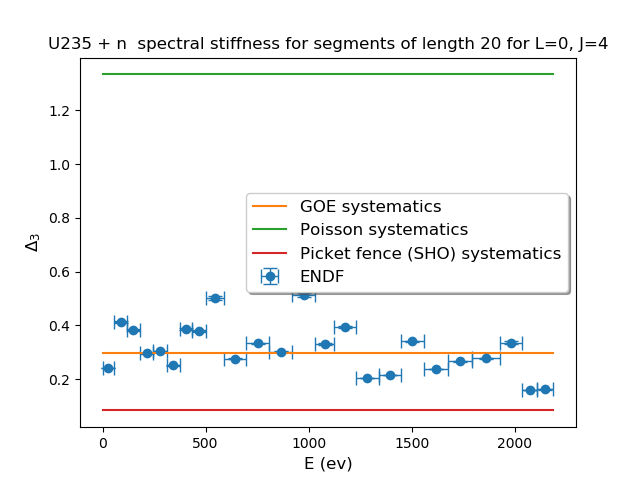 U235 + n  spectral stiffness for segments of length 20 for L=0, J=4
Δ3
1.2
1.0
0.8
0.6
0.4
0.2
GOE systematics
Poisson systematics
Picket fence (SHO) systematics
ENDF
0
500
1000
1500
2000
E (ev)